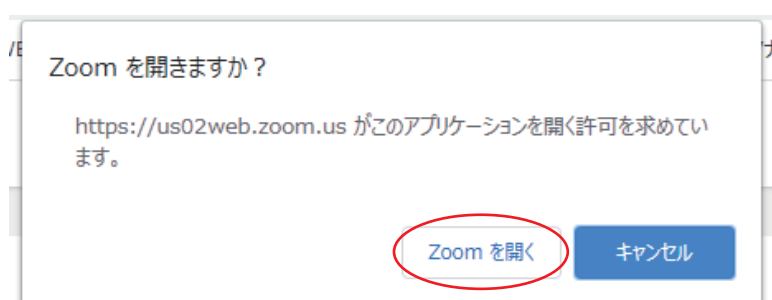 Zoom を開きますか？
https://us02web.zoom.us がこのアプリケーションを開く許可を求めてい
ます。
Zoom を開く
キャンセル